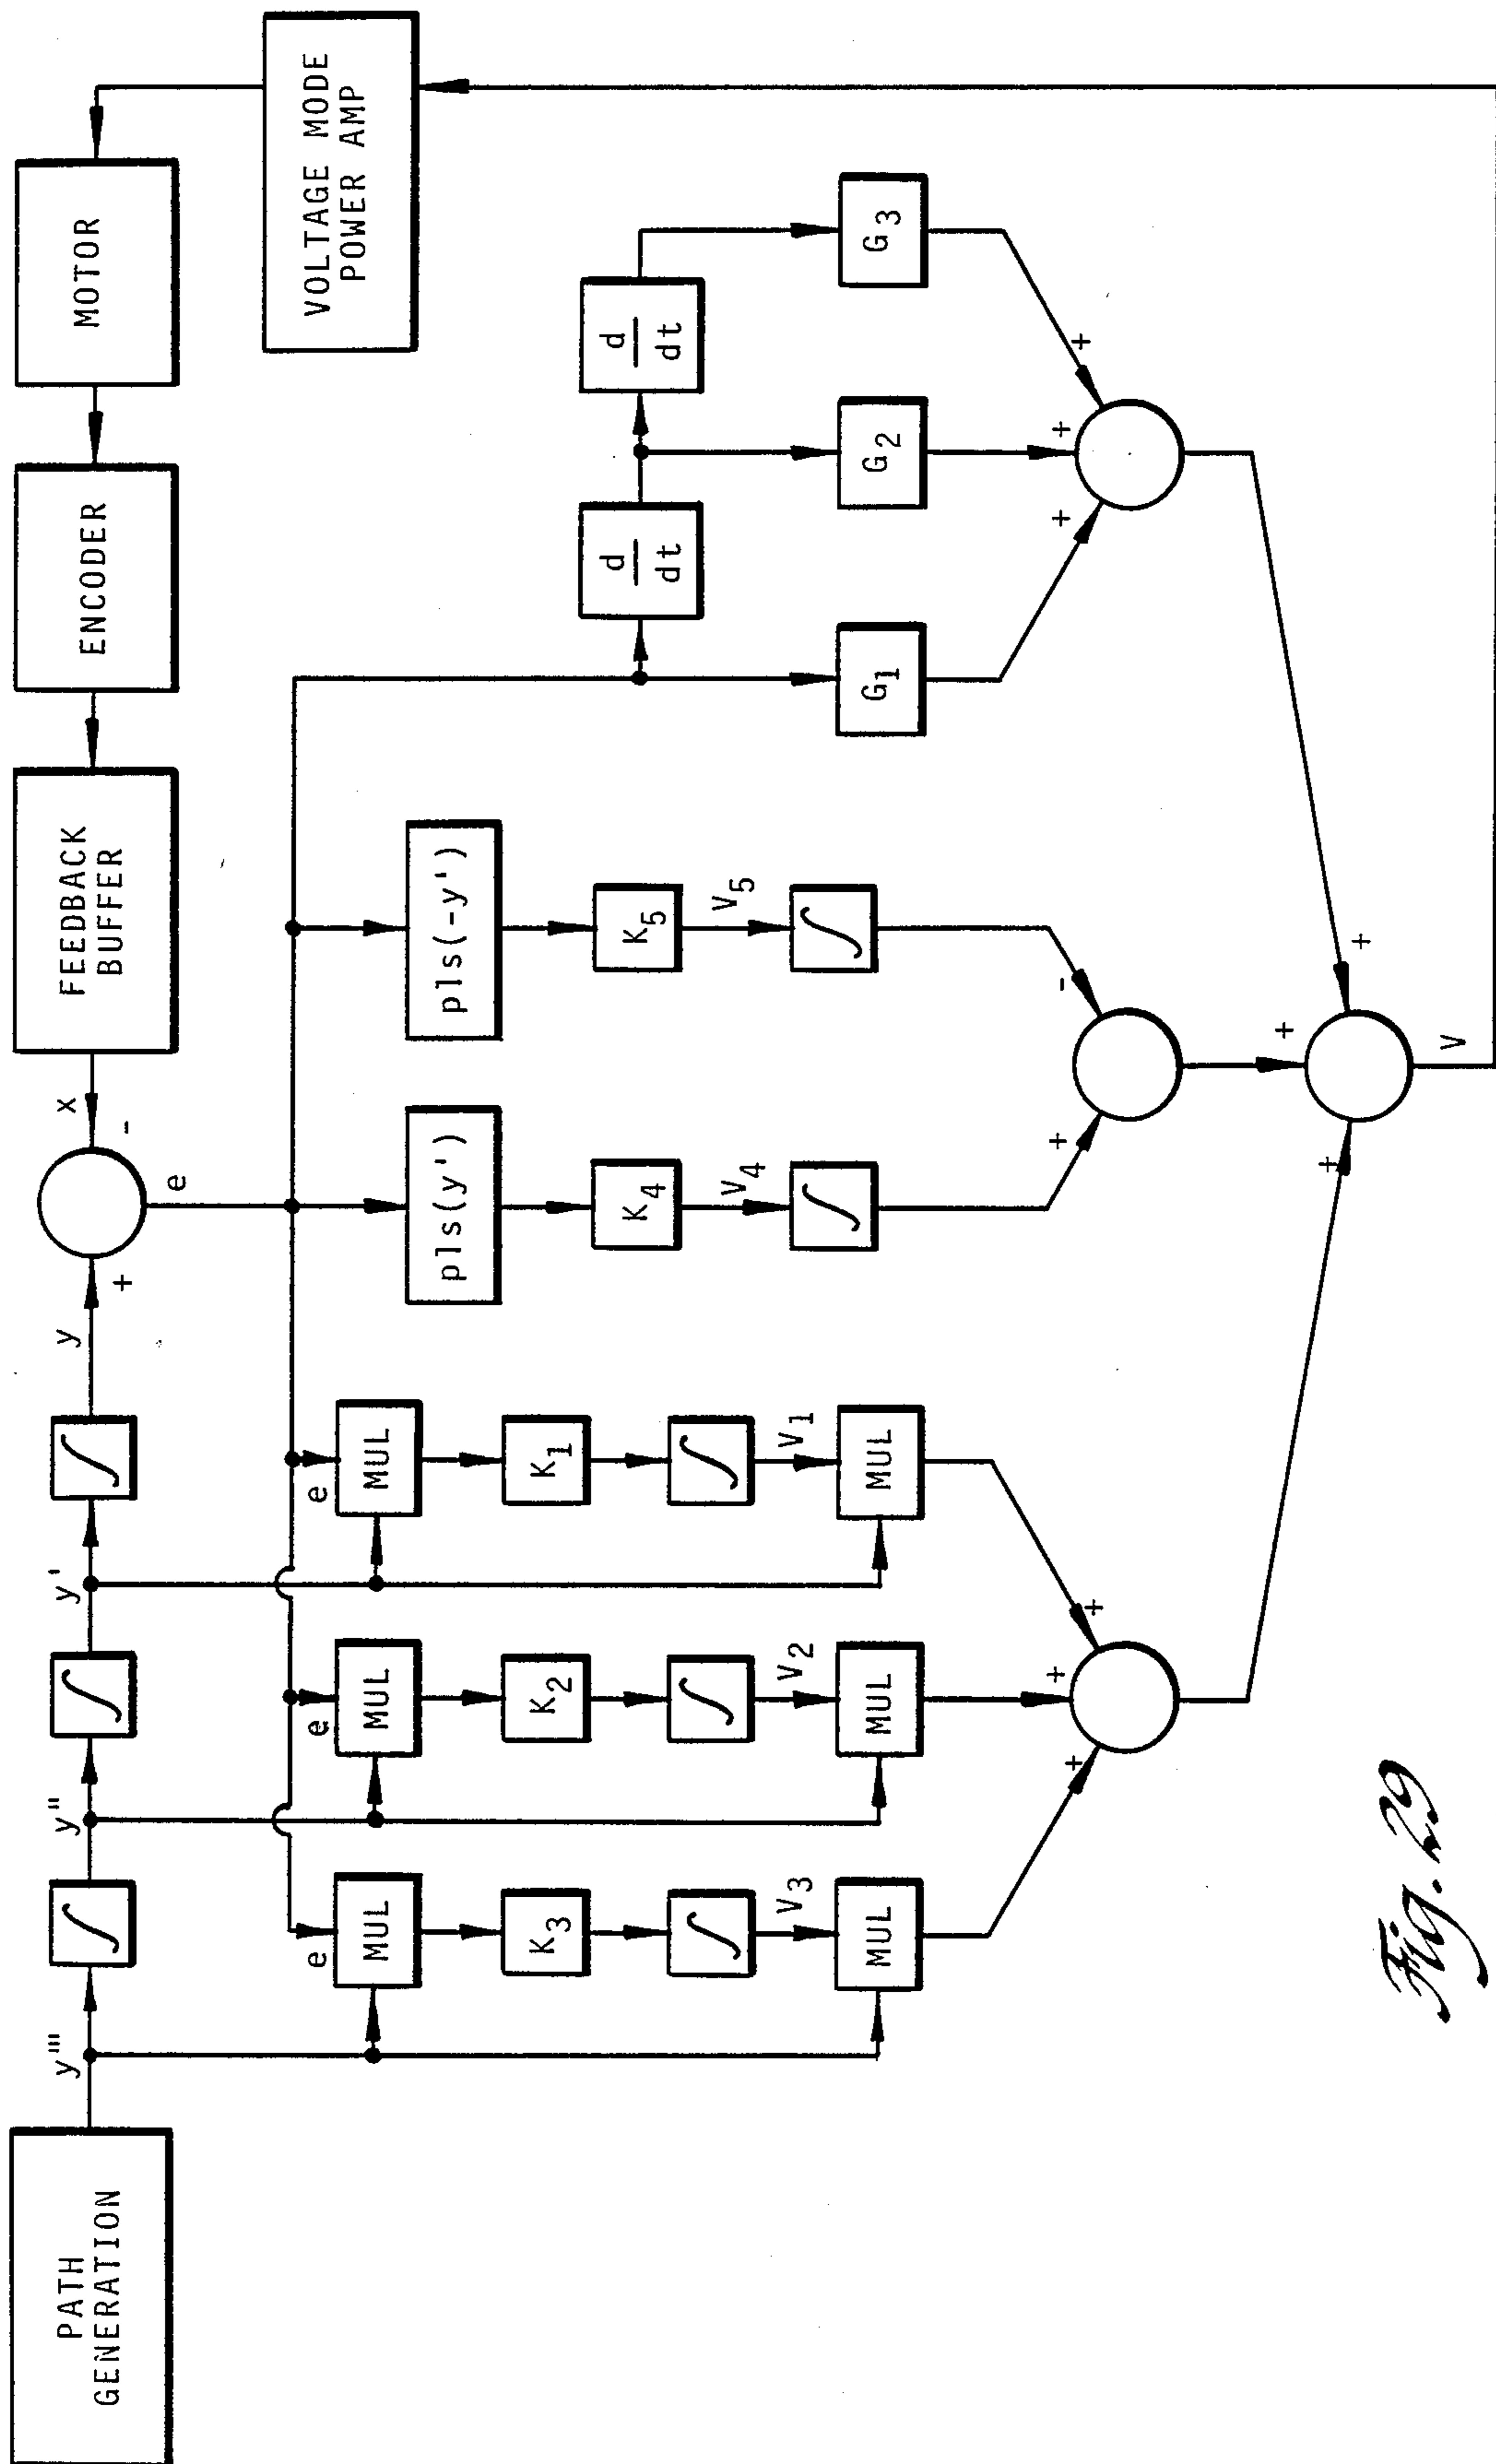 PATH
GENERATION
y'''
y''
y'
y
+
-
x
e
FEEDBACK
BUFFER
ENCODER
MOTOR
VOLTAGE MODE
POWER AMP
∫
∫
∫
e
MUL
K3
∫
V3
MUL
e
MUL
K2
∫
V2
MUL
e
MUL
K1
∫
V1
MUL
+
+
+
pls(y')
K4
V4
∫
+
pls(-y')
K5
V5
∫
-
d
dt
d
dt
G1
G2
G3
+
+
+
+
+
+
V
Fig. 29